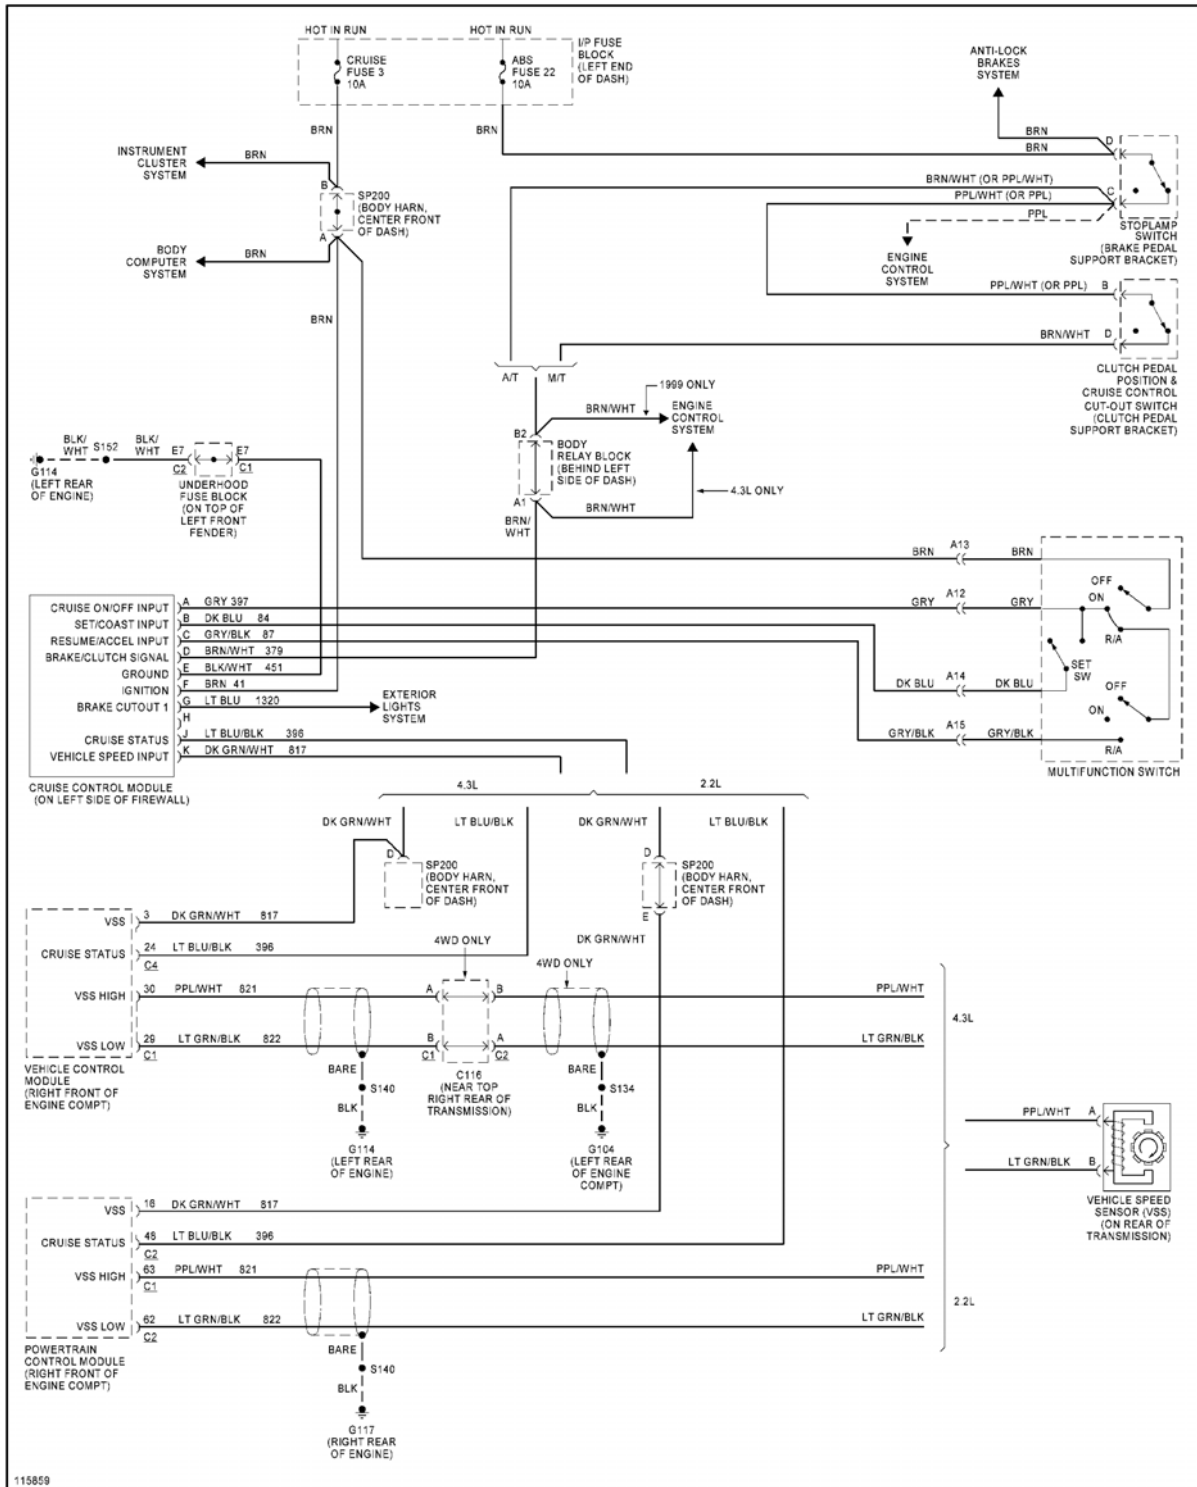 HOT IN RUN
HOT IN RUN
CRUISE
FUSE 3
10A
ABS
FUSE 22
10A
I/P FUSE
BLOCK
(LEFT END
OF DASH)
ANTI-LOCK
BRAKES
SYSTEM
BRN
BRN
BRN
D
BRN
INSTRUMENT
CLUSTER
SYSTEM
BRN
B
SP200
(BODY HARN,
CENTER FRONT
OF DASH)
A
BRN/WHT (OR PPL/WHT)
PPL/WHT (OR PPL)
C
PPL
STOPLAMP
SWITCH
(BRAKE PEDAL
SUPPORT BRACKET)
BODY
COMPUTER
SYSTEM
BRN
ENGINE
CONTROL
SYSTEM
PPL/WHT (OR PPL)
B
BRN
BRN/WHT
D
CLUTCH PEDAL
POSITION &
CRUISE CONTROL
CUT-OUT SWITCH
(CLUTCH PEDAL
SUPPORT BRACKET)
A/T
M/T
1999 ONLY
BRN/WHT
ENGINE
CONTROL
SYSTEM
B2
BODY
RELAY BLOCK
(BEHIND LEFT
SIDE OF DASH)
A1
4.3L ONLY
BRN/WHT
BRN/
WHT
BLK/
WHT
S152
BLK/
WHT
E7
C2
E7
C1
G114
(LEFT REAR
OF ENGINE)
UNDERHOOD
FUSE BLOCK
(ON TOP OF
LEFT FRONT
FENDER)
BRN
A13
BRN
OFF
ON
R/A
CRUISE ON/OFF INPUT
A
GRY 397
GRY
A12
GRY
SET/COAST INPUT
B
DK BLU 84
RESUME/ACCEL INPUT
C
GRY/BLK 87
BRAKE/CLUTCH SIGNAL
D
BRN/WHT 379
GROUND
E
BLK/WHT 451
IGNITION
F
BRN 41
BRAKE CUTOUT 1
G
LT BLU 1320
EXTERIOR
LIGHTS
SYSTEM
H
CRUISE STATUS
J
LT BLU/BLK 396
VEHICLE SPEED INPUT
K
DK GRN/WHT 817
CRUISE CONTROL MODULE
(ON LEFT SIDE OF FIREWALL)
SET
SW
DK BLU
A14
DK BLU
OFF
ON
R/A
GRY/BLK
A15
GRY/BLK
MULTIFUNCTION SWITCH
4.3L
2.2L
DK GRN/WHT
LT BLU/BLK
DK GRN/WHT
LT BLU/BLK
D
SP200
(BODY HARN,
CENTER FRONT
OF DASH)
D
SP200
(BODY HARN,
CENTER FRONT
OF DASH)
E
DK GRN/WHT
VSS
3
DK GRN/WHT 817
CRUISE STATUS
24
LT BLU/BLK 396
C4
VSS HIGH
30
PPL/WHT 821
VSS LOW
29
LT GRN/BLK 822
C1
VEHICLE CONTROL
MODULE
(RIGHT FRONT OF
ENGINE COMPT)
4WD ONLY
4WD ONLY
A
B
B
C1
A
C2
C116
(NEAR TOP
RIGHT REAR OF
TRANSMISSION)
BARE
S140
BLK
G114
(LEFT REAR
OF ENGINE)
BARE
S134
BLK
G104
(LEFT REAR
OF ENGINE
COMPT)
PPL/WHT
LT GRN/BLK
4.3L
PPL/WHT
A
LT GRN/BLK
B
VEHICLE SPEED
SENSOR (VSS)
(ON REAR OF
TRANSMISSION)
VSS
16
DK GRN/WHT 817
CRUISE STATUS
48
LT BLU/BLK 396
C2
VSS HIGH
63
PPL/WHT 821
C1
VSS LOW
62
LT GRN/BLK 822
C2
POWERTRAIN
CONTROL MODULE
(RIGHT FRONT OF
ENGINE COMPT)
PPL/WHT
LT GRN/BLK
2.2L
BARE
S140
BLK
G117
(RIGHT REAR
OF ENGINE)
115859